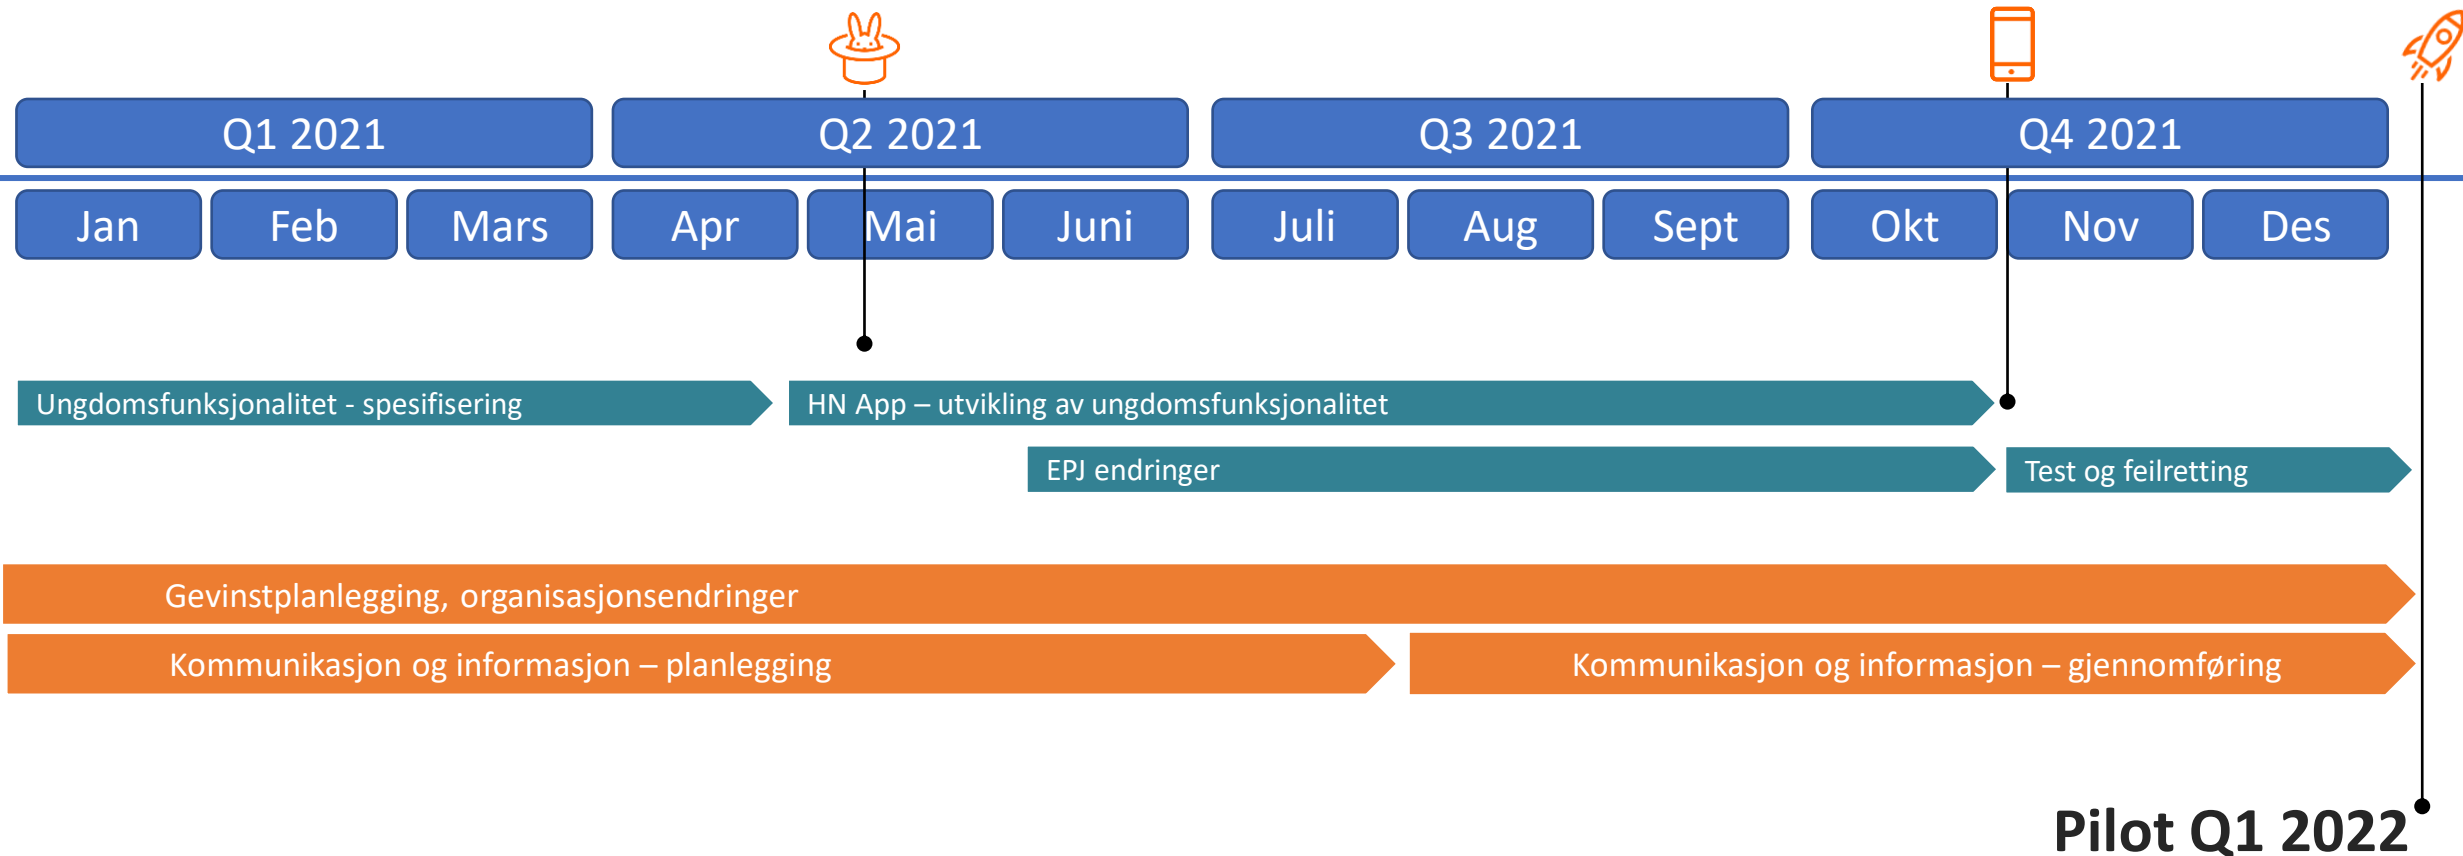 Q1 2021
Q2 2021
Q3 2021
Q4 2021
Jan
Feb
Mars
Apr
Mai
Juni
Juli
Aug
Sept
Okt
Nov
Des
Ungdomsfunksjonalitet - spesifisering
HN App – utvikling av ungdomsfunksjonalitet
EPJ endringer
Test og feilretting
Gevinstplanlegging, organisasjonsendringer
Kommunikasjon og informasjon – planlegging
Kommunikasjon og informasjon – gjennomføring
Pilot Q1 2022